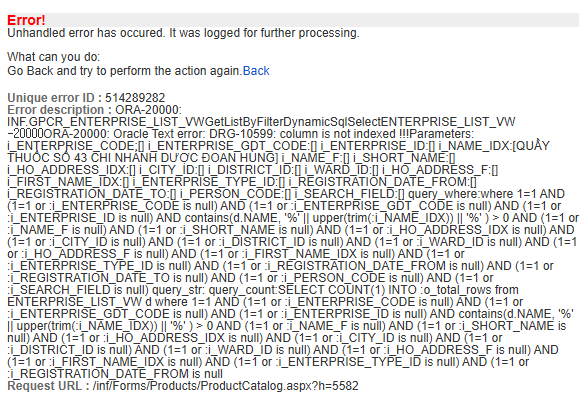 Error!
Unhandled error has occured. It was logged for further processing.
What can you do:
Go Back and try to perform the action again.Back
Unique error ID : 514289282
Error description : ORA-20000:
INF.GPCR_ENTERPRISE_LIST_VWGetListByFilterDynamicSqlSelectENTERPRISE_LIST_VW
-20000ORA-20000: Oracle Text error: DRG-10599: column is not indexed !!!Parameters:
i_ENTERPRISE_CODE:[] i_ENTERPRISE_GDT_CODE:[] i_ENTERPRISE_ID:[] i_NAME_IDX:[QUẦY
THUỐC SỐ 43 CHI NHÁNH DƯỢC ĐOAN HÙNG] i_NAME_F:[] i_SHORT_NAME:[]
i_HO_ADDRESS_IDX:[] i_CITY_ID:[] i_DISTRICT_ID:[] i_WARD_ID:[] i_HO_ADDRESS_F:[]
i_FIRST_NAME_IDX:[] i_ENTERPRISE_TYPE_ID:[] i_REGISTRATION_DATE_FROM:[]
i_REGISTRATION_DATE_TO:[] i_PERSON_CODE:[] i_SEARCH_FIELD:[] query_where:where 1=1 AND
(1=1 or :i_ENTERPRISE_CODE is null) AND (1=1 or :i_ENTERPRISE_GDT_CODE is null) AND (1=1 or
:i_ENTERPRISE_ID is null) AND contains(d.NAME, '%' || upper(trim(:i_NAME_IDX)) || '%' ) > 0 AND (1=1 or
:i_NAME_F is null) AND (1=1 or :i_SHORT_NAME is null) AND (1=1 or :i_HO_ADDRESS_IDX is null) AND
(1=1 or :i_CITY_ID is null) AND (1=1 or :i_DISTRICT_ID is null) AND (1=1 or :i_WARD_ID is null) AND (1=1
or :i_HO_ADDRESS_F is null) AND (1=1 or :i_FIRST_NAME_IDX is null) AND (1=1 or
:i_ENTERPRISE_TYPE_ID is null) AND (1=1 or :i_REGISTRATION_DATE_FROM is null) AND (1=1 or
:i_REGISTRATION_DATE_TO is null) AND (1=1 or :i_PERSON_CODE is null) AND (1=1 or
:i_SEARCH_FIELD is null) query_str: query_count:SELECT COUNT(1) INTO :o_total_rows from
ENTERPRISE_LIST_VW d where 1=1 AND (1=1 or :i_ENTERPRISE_CODE is null) AND (1=1 or
:i_ENTERPRISE_GDT_CODE is null) AND (1=1 or :i_ENTERPRISE_ID is null) AND contains(d.NAME, '%'
|| upper(trim(:i_NAME_IDX)) || '%' ) > 0 AND (1=1 or :i_NAME_F is null) AND (1=1 or :i_SHORT_NAME is
null) AND (1=1 or :i_HO_ADDRESS_IDX is null) AND (1=1 or :i_CITY_ID is null) AND (1=1 or
:i_DISTRICT_ID is null) AND (1=1 or :i_WARD_ID is null) AND (1=1 or :i_HO_ADDRESS_F is null) AND
(1=1 or :i_FIRST_NAME_IDX is null) AND (1=1 or :i_ENTERPRISE_TYPE_ID is null) AND (1=1 or
:i_REGISTRATION_DATE_FROM is null
Request URL : /inf/Forms/Products/ProductCatalog.aspx?h=5582